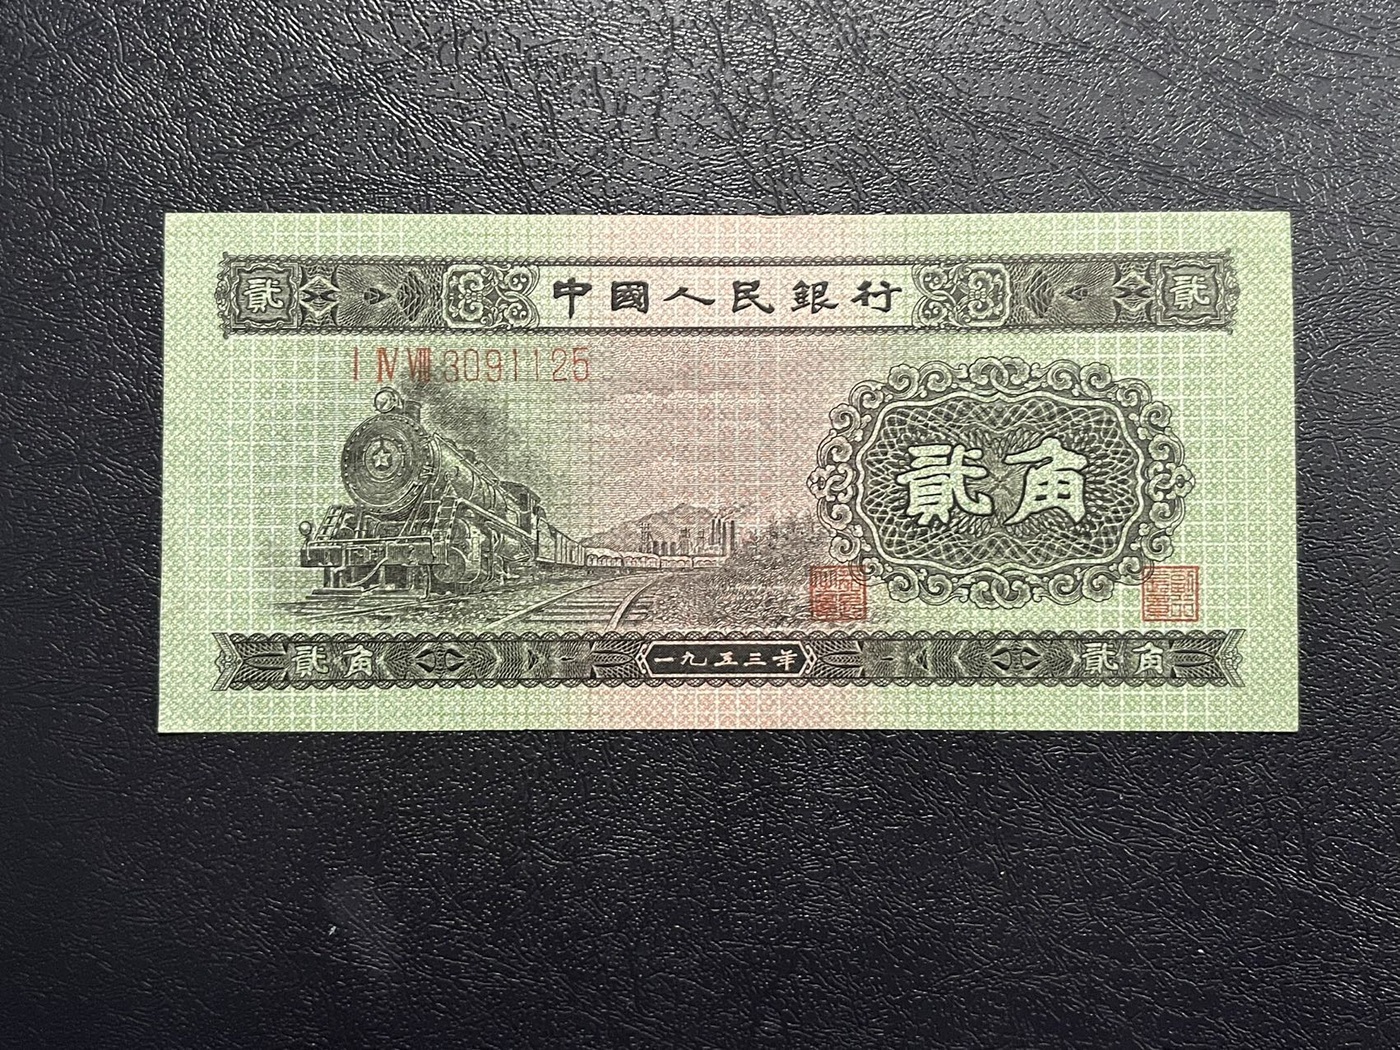 貳 中國人民銀行 貳
I IV VIII 3091125
貳角
貳角 一九五三年 貳角